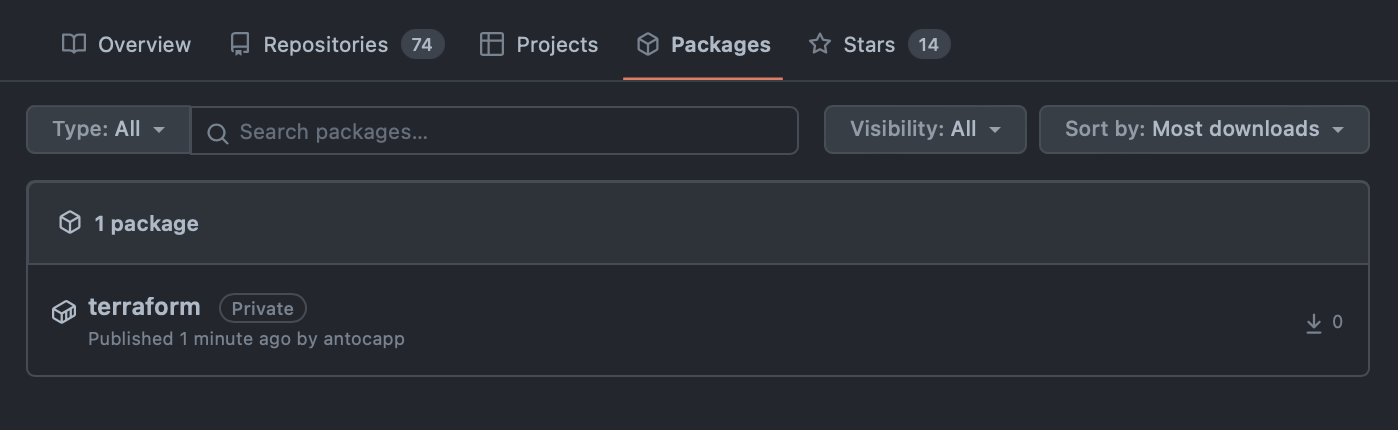 Overview Repositories 74 Projects Packages Stars 14
Type: All Search packages... Visibility: All Sort by: Most downloads
1 package
terraform Private
Published 1 minute ago by antocapp
0